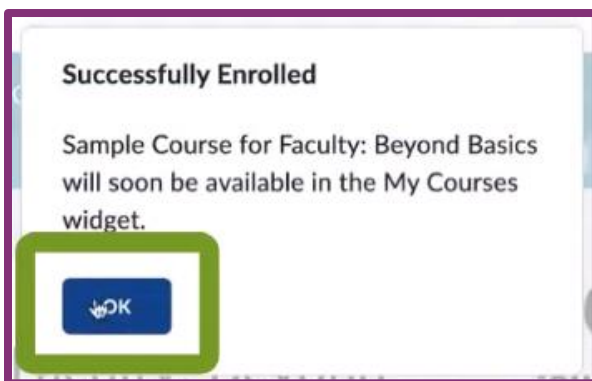 Successfully Enrolled
Sample Course for Faculty: Beyond Basics
will soon be available in the My Courses
widget.
OK